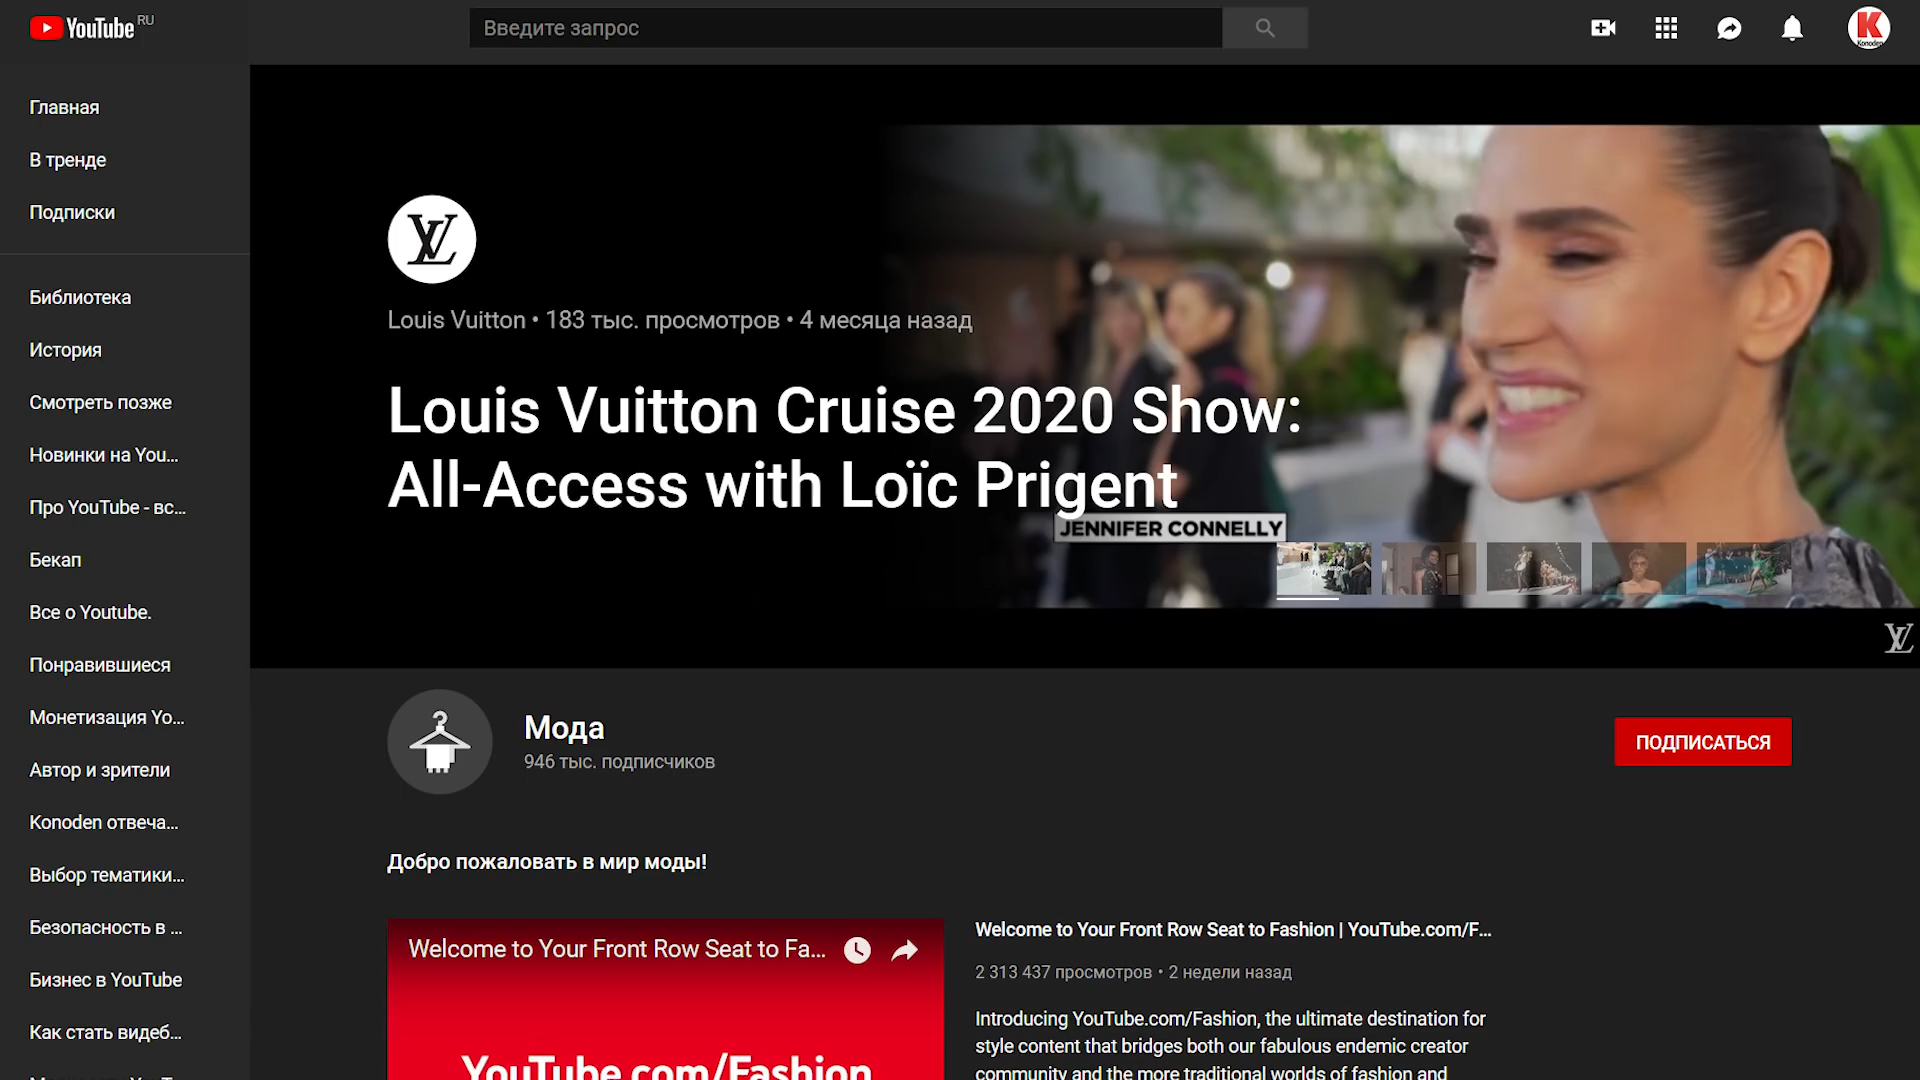 YouTube RU
Введите запрос
Konoden
Главная
В тренде
Подписки
Библиотека
История
Смотреть позже
Новинки на You...
Про YouTube - вс...
Бекап
Все о Youtube.
Понравившиеся
Монетизация Yo...
Автор и зрители
Konoden отвеча...
Выбор тематики...
Безопасность в ...
Бизнес в YouTube
Как стать видеб...
LV
Louis Vuitton • 183 тыс. просмотров • 4 месяца назад
Louis Vuitton Cruise 2020 Show:
All-Access with Loïc Prigent
JENNIFER CONNELLY
LV
Мода
946 тыс. подписчиков
ПОДПИСАТЬСЯ
Добро пожаловать в мир моды!
Welcome to Your Front Row Seat to Fa...
YouTube.com/Fashion
Welcome to Your Front Row Seat to Fashion | YouTube.com/F...
2 313 437 просмотров • 2 недели назад
Introducing YouTube.com/Fashion, the ultimate destination for
style content that bridges both our fabulous endemic creator
community and the more traditional worlds of fashion and